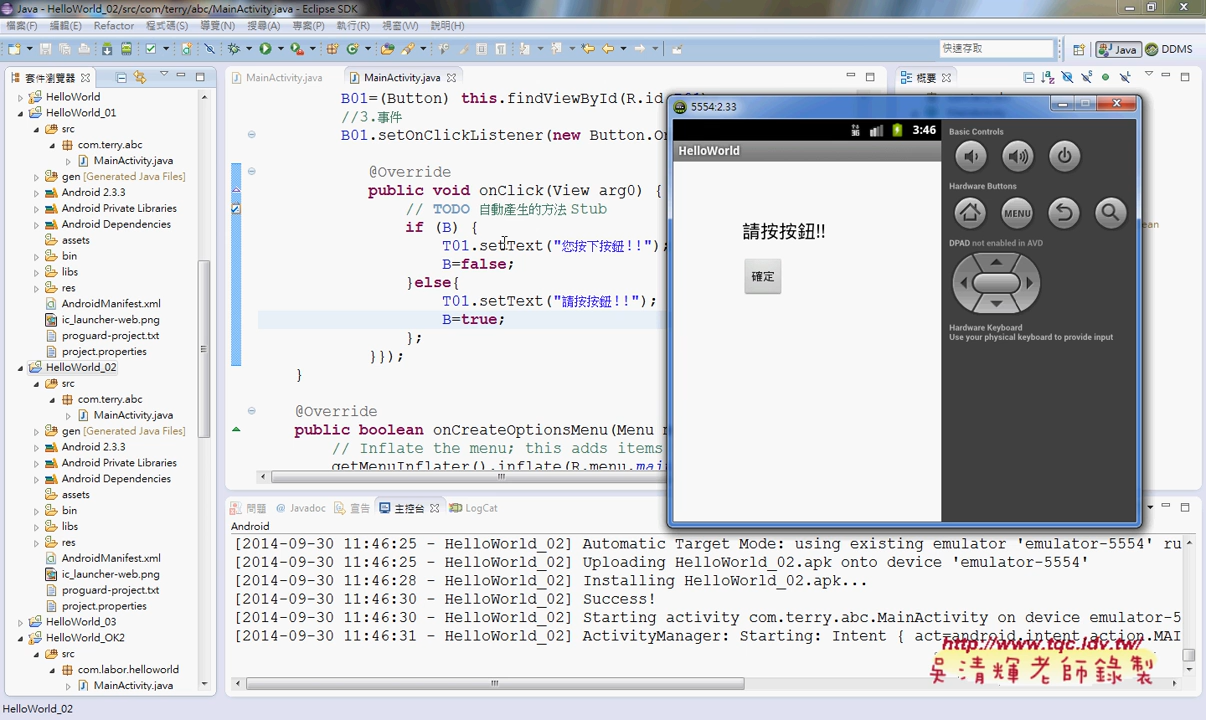 Java - HelloWorld_02/src/com/terry/abc/MainActivity.java - Eclipse SDK
檔案(F) 編輯(E) Refactor 程式碼(S) 導覽(N) 搜尋(A) 專案(P) 執行(R) 視窗(W) 說明(H)
快速存取 Java DDMS
套件瀏覽器
HelloWorld
HelloWorld_01
src
com.terry.abc
MainActivity.java
gen [Generated Java Files]
Android 2.3.3
Android Private Libraries
Android Dependencies
assets
bin
libs
res
AndroidManifest.xml
ic_launcher-web.png
proguard-project.txt
project.properties
HelloWorld_02
src
com.terry.abc
MainActivity.java
gen [Generated Java Files]
Android 2.3.3
Android Private Libraries
Android Dependencies
assets
bin
libs
res
AndroidManifest.xml
ic_launcher-web.png
proguard-project.txt
project.properties
HelloWorld_03
HelloWorld_OK2
src
com.labor.helloworld
MainActivity.java
HelloWorld_02
MainActivity.java MainActivity.java
B01=(Button) this.findViewById(R.id
//3.事件
B01.setOnClickListener(new Button.On
@Override
public void onClick(View arg0) {
// TODO 自動產生的方法 Stub
if (B) {
T01.setText("您按下按鈕!!");
B=false;
}else{
T01.setText("請按按鈕!!");
B=true;
};
}});
}
@Override
public boolean onCreateOptionsMenu(Menu m
// Inflate the menu; this adds items
getMenuInflater().inflate(R.menu.mai
概要
5554:2.33
3:46
HelloWorld
請按按鈕!!
確定
Basic Controls
Hardware Buttons
MENU
DPAD not enabled in AVD
Hardware Keyboard
Use your physical keyboard to provide input
問題 @ Javadoc 宣告 主控台 LogCat
Android
[2014-09-30 11:46:25 - HelloWorld_02] Automatic Target Mode: using existing emulator 'emulator-5554' ru
[2014-09-30 11:46:25 - HelloWorld_02] Uploading HelloWorld_02.apk onto device 'emulator-5554'
[2014-09-30 11:46:28 - HelloWorld_02] Installing HelloWorld_02.apk...
[2014-09-30 11:46:30 - HelloWorld_02] Success!
[2014-09-30 11:46:30 - HelloWorld_02] Starting activity com.terry.abc.MainActivity on device emulator-5
[2014-09-30 11:46:31 - HelloWorld_02] ActivityManager: Starting: Intent { act=android.intent.action.MAI
http://www.tqc.idv.tw/
吳清輝老師錄製